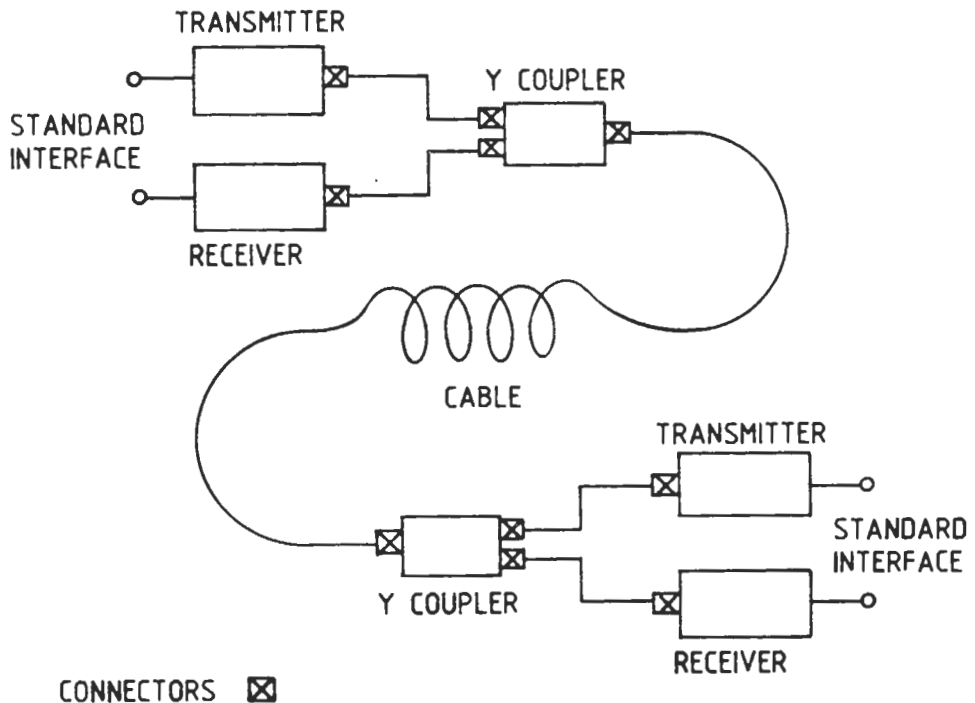 TRANSMITTER
Y COUPLER
STANDARD
INTERFACE
RECEIVER
CABLE
TRANSMITTER
STANDARD
INTERFACE
Y COUPLER
RECEIVER
CONNECTORS